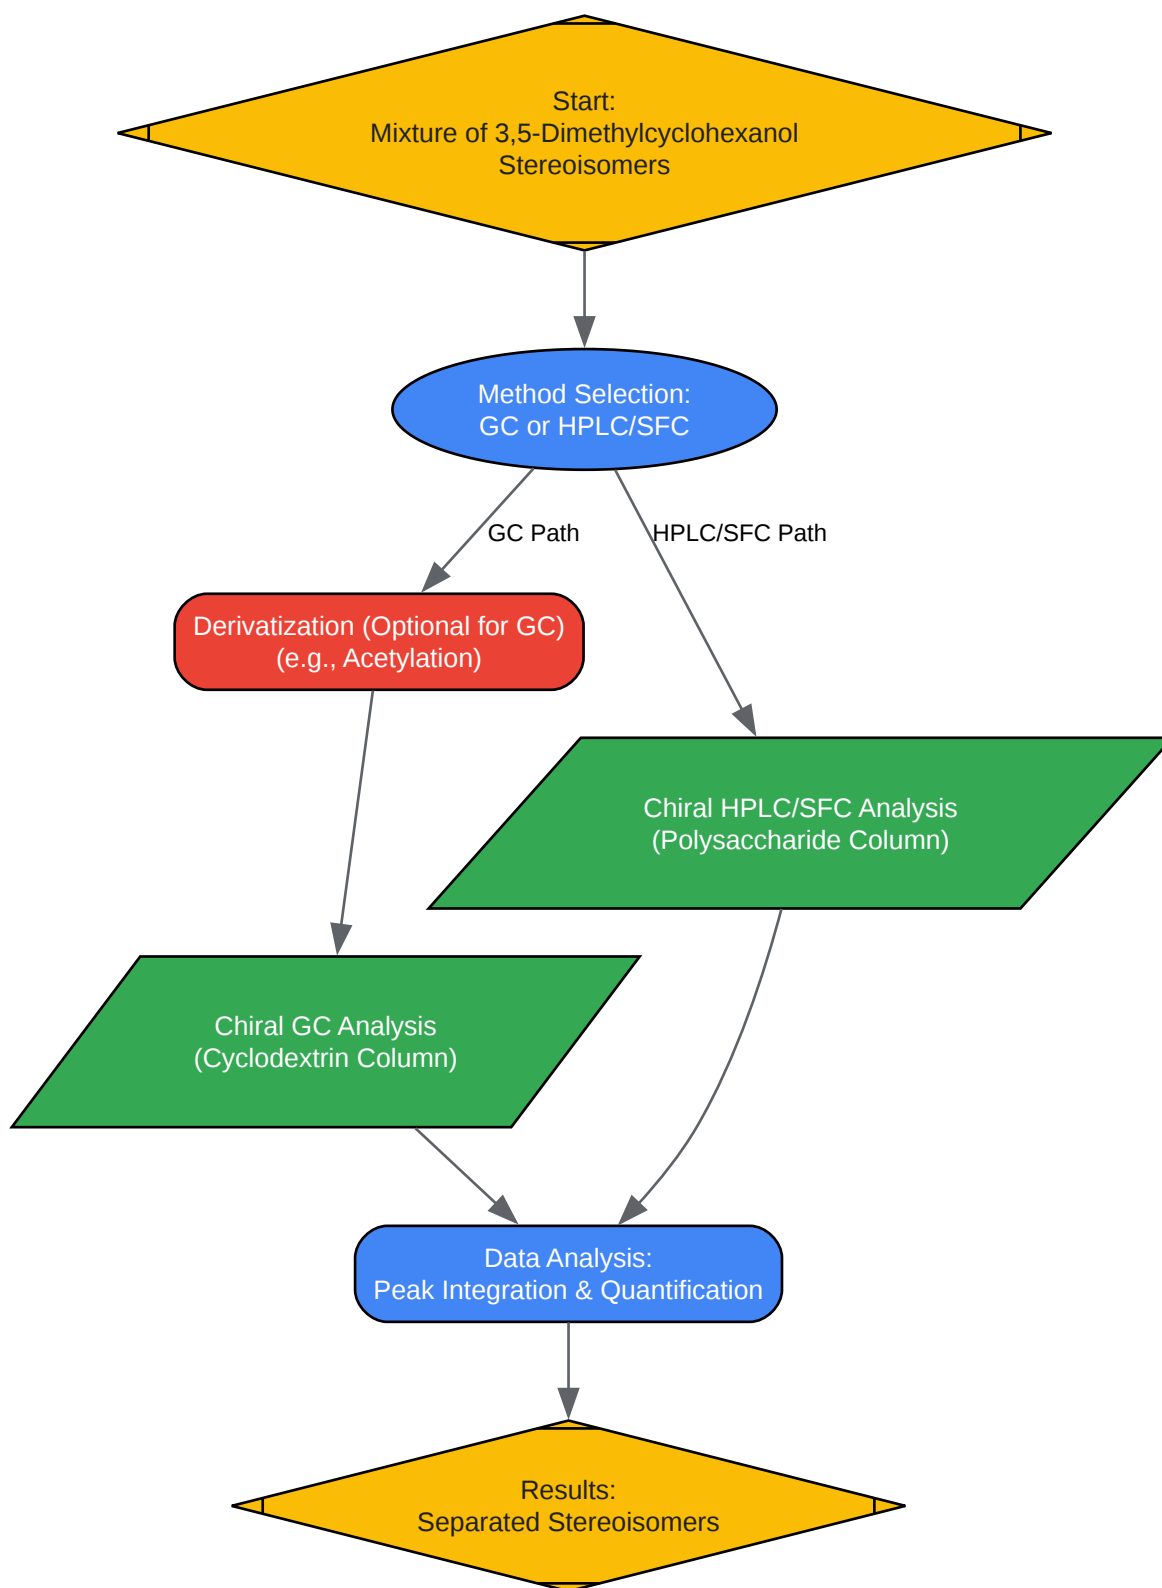 Start:
Mixture of 3,5-Dimethylcyclohexanol
Stereoisomers
Method Selection:
GC or HPLC/SFC
GC Path
HPLC/SFC Path
Derivatization (Optional for GC)
(e.g., Acetylation)
Chiral HPLC/SFC Analysis
(Polysaccharide Column)
Chiral GC Analysis
(Cyclodextrin Column)
Data Analysis:
Peak Integration & Quantification
Results:
Separated Stereoisomers